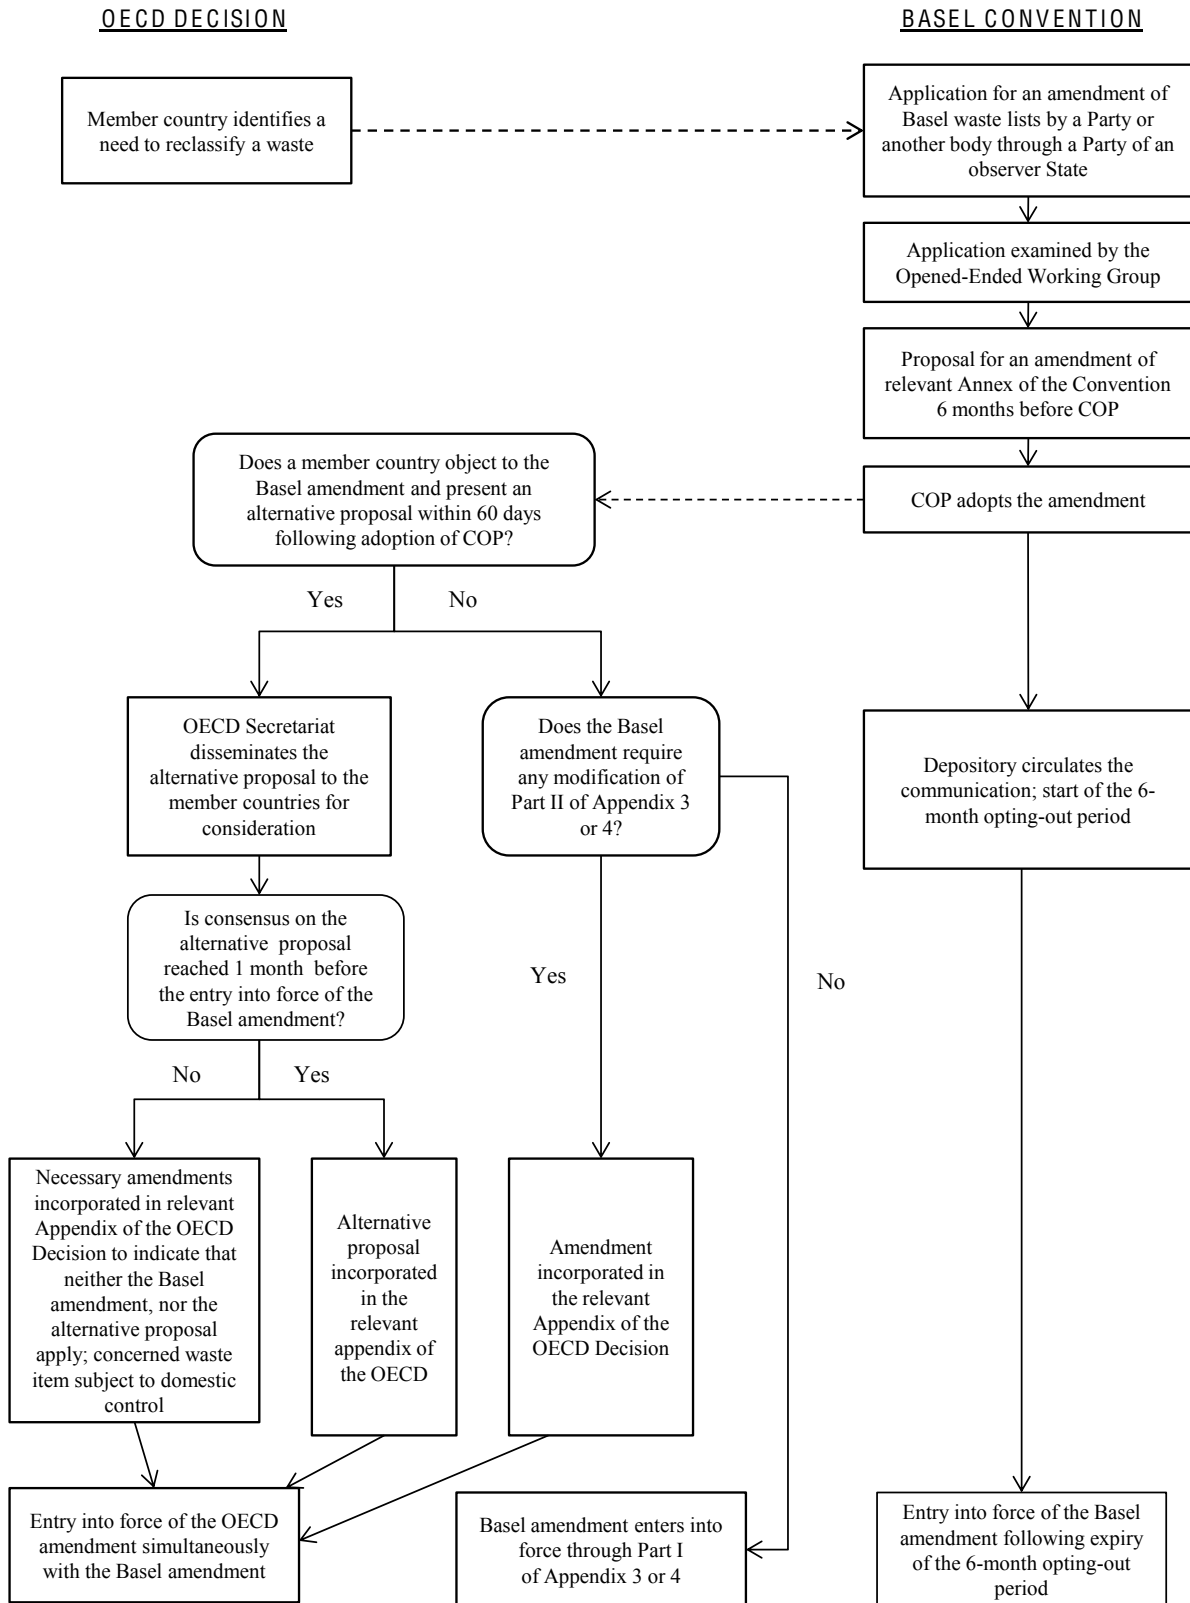 OECD DECISION
BASEL CONVENTION
Member country identifies a
need to reclassify a waste
Application for an amendment of
Basel waste lists by a Party or
another body through a Party of an
observer State
Application examined by the
Opened-Ended Working Group
Proposal for an amendment of
relevant Annex of the Convention
6 months before COP
Does a member country object to the
Basel amendment and present an
alternative proposal within 60 days
following adoption of COP?
COP adopts the amendment
Yes
No
OECD Secretariat
disseminates the
alternative proposal to the
member countries for
consideration
Does the Basel
amendment require
any modification of
Part II of Appendix 3
or 4?
Depository circulates the
communication; start of the 6-
month opting-out period
Is consensus on the
alternative proposal
reached 1 month before
the entry into force of the
Basel amendment?
Yes
No
No
Yes
Necessary amendments
incorporated in relevant
Appendix of the OECD
Decision to indicate that
neither the Basel
amendment, nor the
alternative proposal
apply; concerned waste
item subject to domestic
control
Alternative
proposal
incorporated
in the
relevant
appendix of
the OECD
Amendment
incorporated in
the relevant
Appendix of the
OECD Decision
Entry into force of the OECD
amendment simultaneously
with the Basel amendment
Basel amendment enters into
force through Part I
of Appendix 3 or 4
Entry into force of the Basel
amendment following expiry
of the 6-month opting-out
period